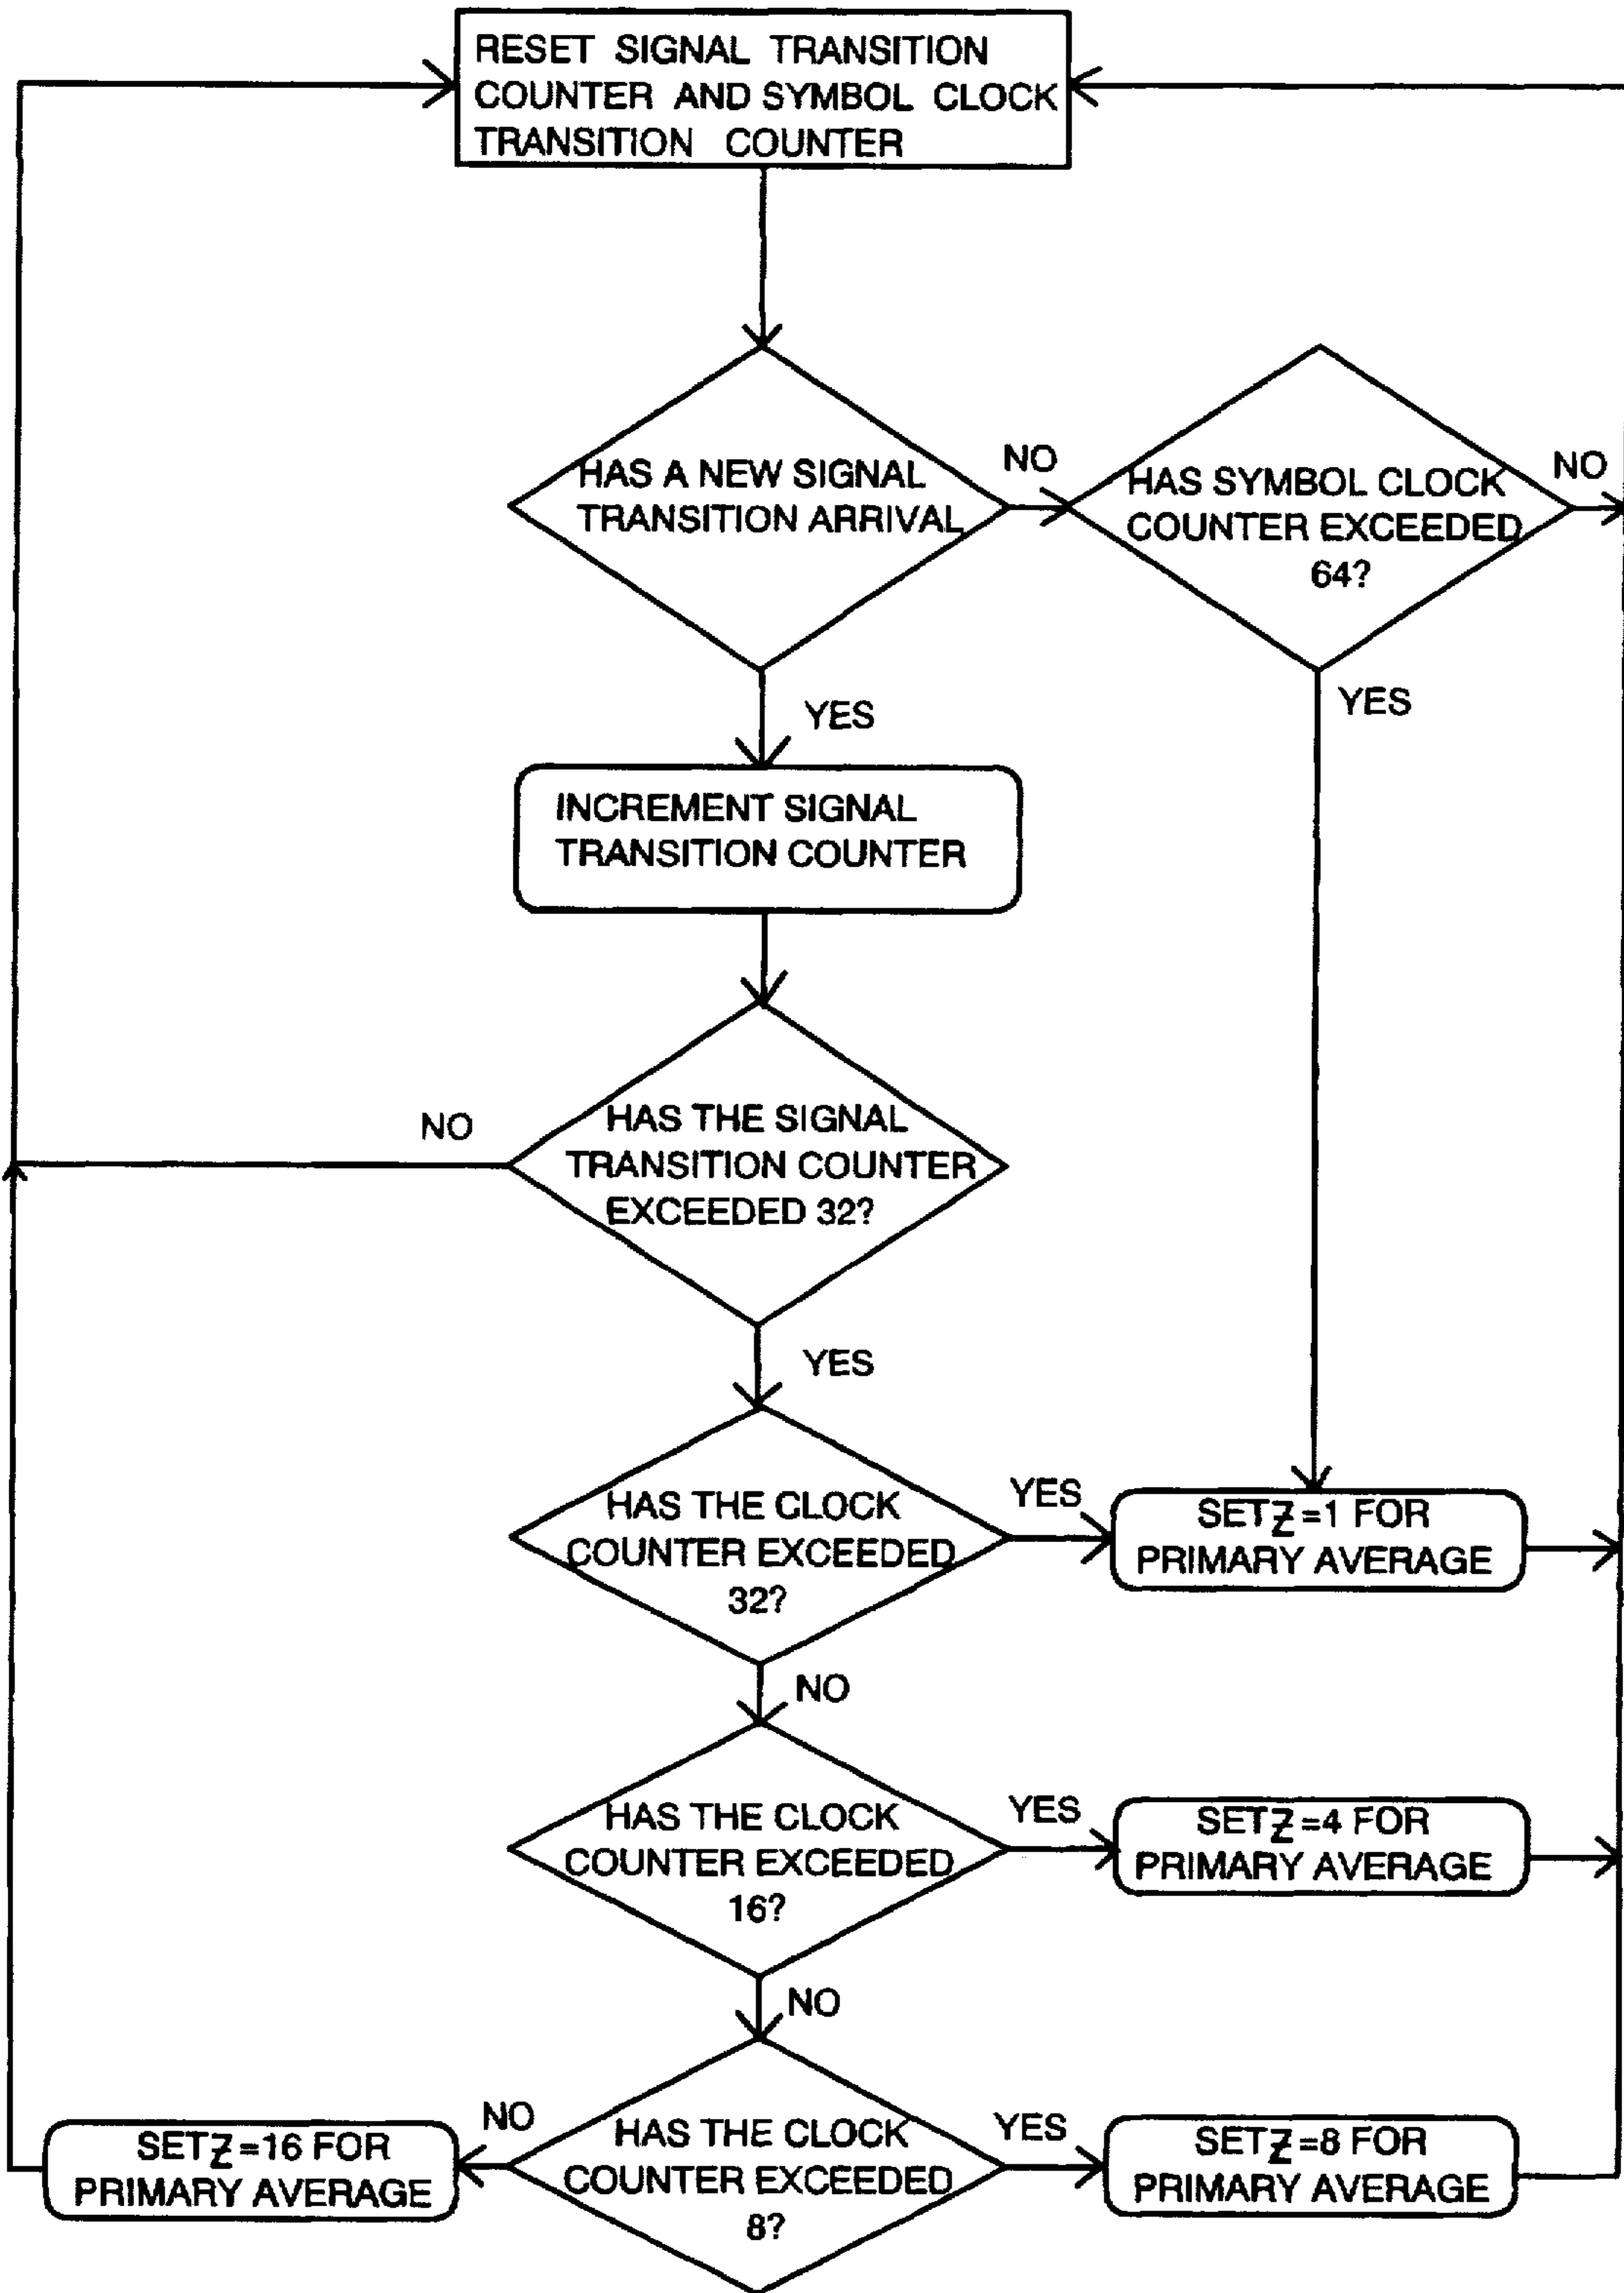 RESET SIGNAL TRANSITION
COUNTER AND SYMBOL CLOCK
TRANSITION COUNTER
HAS A NEW SIGNAL
TRANSITION ARRIVAL
NO
HAS SYMBOL CLOCK
COUNTER EXCEEDED
64?
NO
YES
YES
INCREMENT SIGNAL
TRANSITION COUNTER
NO
HAS THE SIGNAL
TRANSITION COUNTER
EXCEEDED 32?
YES
HAS THE CLOCK
COUNTER EXCEEDED
32?
YES
SET Z=1 FOR
PRIMARY AVERAGE
NO
HAS THE CLOCK
COUNTER EXCEEDED
16?
YES
SET Z=4 FOR
PRIMARY AVERAGE
NO
SET Z=16 FOR
PRIMARY AVERAGE
NO
HAS THE CLOCK
COUNTER EXCEEDED
8?
YES
SET Z=8 FOR
PRIMARY AVERAGE